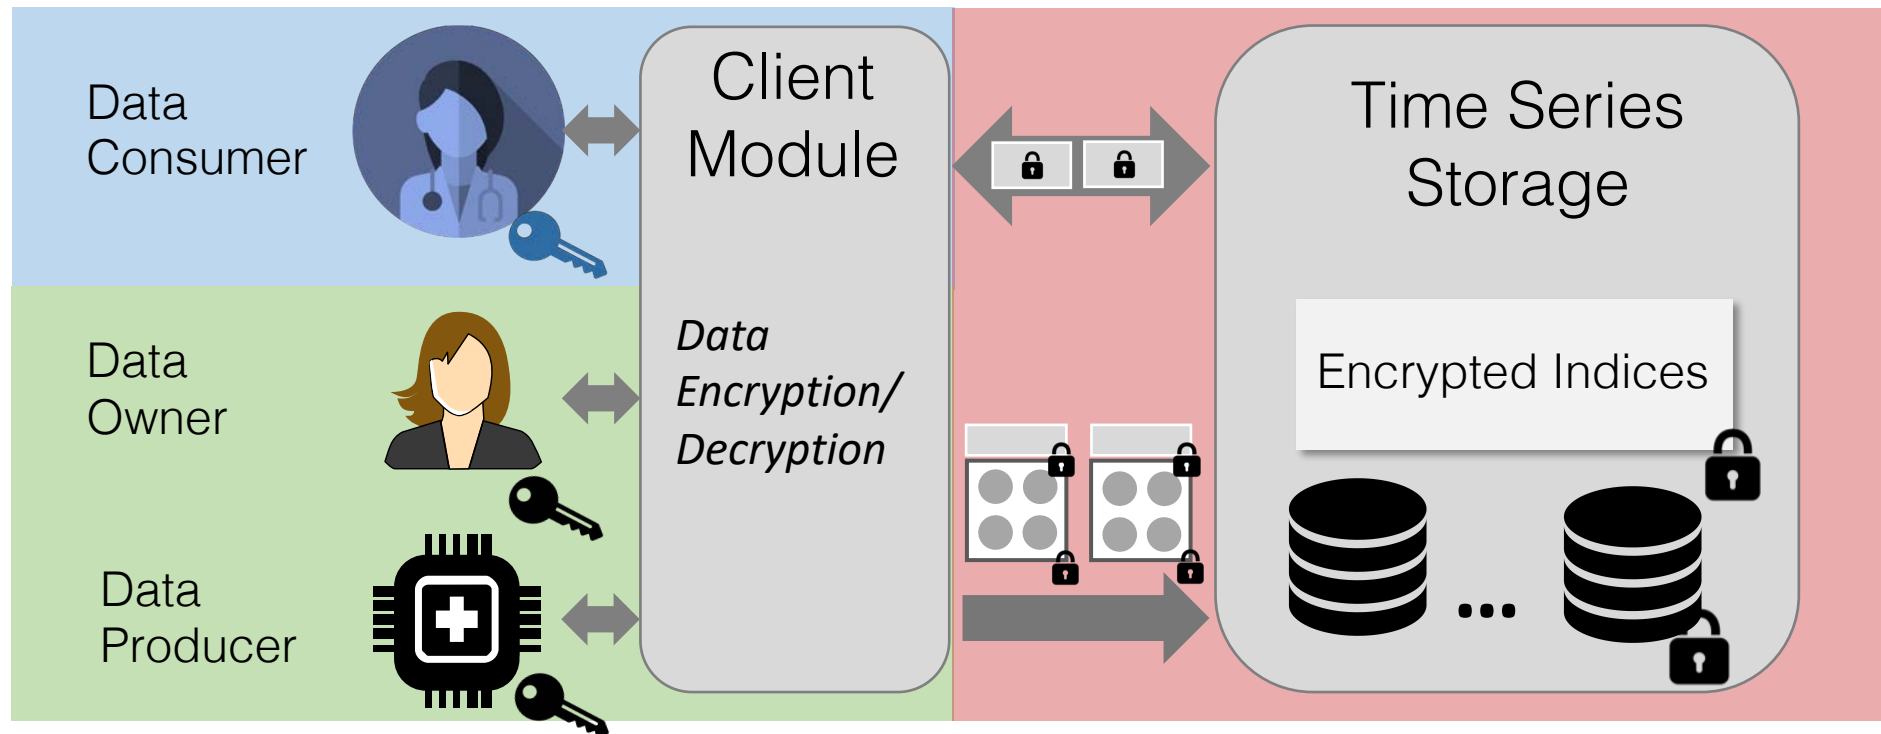 Data
Consumer
Client
Module
Time Series
Storage
Data
Owner
Data
Encryption/
Decryption
Encrypted Indices
Data
Producer
...